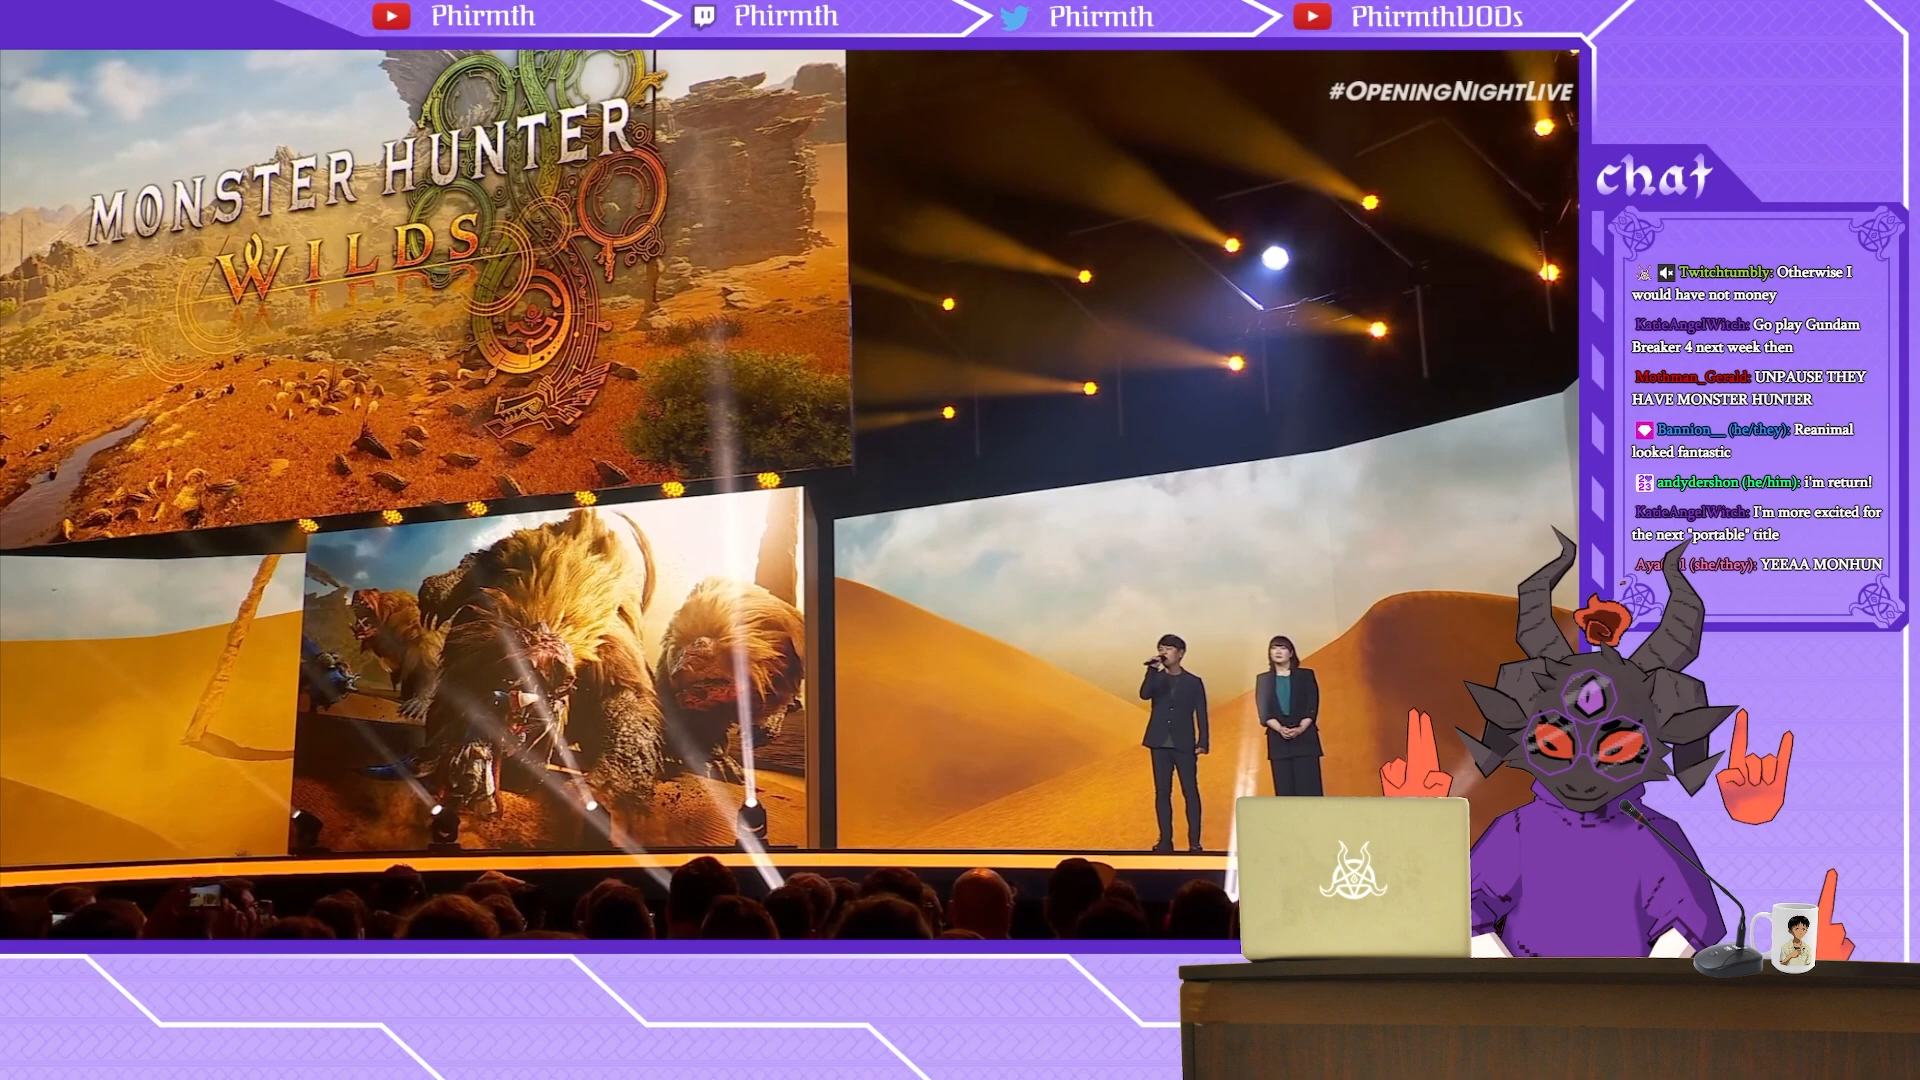 Phirmth
Phirmth
Phirmth
PhirmthVODs
#OPENINGNIGHTLIVE
MONSTER HUNTER
WILDS
chat
Twitchtumbly: Otherwise I
would have not money
KatieAngelWitch: Go play Gundam
Breaker 4 next week then
Mothman_Gerald: UNPAUSE THEY
HAVE MONSTER HUNTER
Bannion__ (he/they): Reanimal
looked fantastic
2023
andydershon (he/him): i'm return!
KatieAngelWitch: I'm more excited for
the next "portable" title
1 (she/they): YEEAA MONHUN